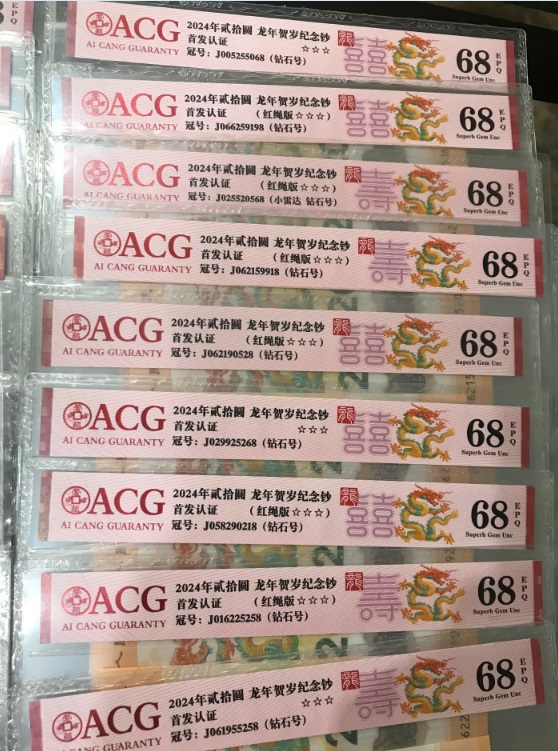 ACG
AI CANG GUARANTY
2024年贰拾圆 龙年贺岁纪念钞
首发认证 ☆☆☆
冠号：J005255068（钻石号）
龍
68 EPQ
Superb Gem Unc
ACG
AI CANG GUARANTY
2024年贰拾圆 龙年贺岁纪念钞
首发认证 （红绳版☆☆☆）
冠号：J066259198（钻石号）
龍
68 EPQ
Superb Gem Unc
ACG
AI CANG GUARANTY
2024年贰拾圆 龙年贺岁纪念钞
首发认证 （红绳版☆☆☆）
冠号：J025520568（小雷达 钻石号）
龍
68 EPQ
Superb Gem Unc
ACG
AI CANG GUARANTY
2024年贰拾圆 龙年贺岁纪念钞
首发认证 （红绳版☆☆☆）
冠号：J062159918（钻石号）
龍
68 EPQ
Superb Gem Unc
ACG
AI CANG GUARANTY
2024年贰拾圆 龙年贺岁纪念钞
首发认证 （红绳版☆☆☆）
冠号：J062190528（钻石号）
龍
68 EPQ
Superb Gem Unc
ACG
AI CANG GUARANTY
2024年贰拾圆 龙年贺岁纪念钞
首发认证 ☆☆☆
冠号：J029925268（钻石号）
龍
68 EPQ
Superb Gem Unc
ACG
AI CANG GUARANTY
2024年贰拾圆 龙年贺岁纪念钞
首发认证 （红绳版☆☆☆）
冠号：J058290218（钻石号）
龍
68 EPQ
Superb Gem Unc
ACG
AI CANG GUARANTY
2024年贰拾圆 龙年贺岁纪念钞
首发认证 （红绳版☆☆☆）
冠号：J016225258（钻石号）
龍
68 EPQ
Superb Gem Unc
ACG
AI CANG GUARANTY
2024年贰拾圆 龙年贺岁纪念钞
首发认证 ☆☆☆
冠号：J061955258（钻石号）
龍
68 EPQ
Superb Gem Unc